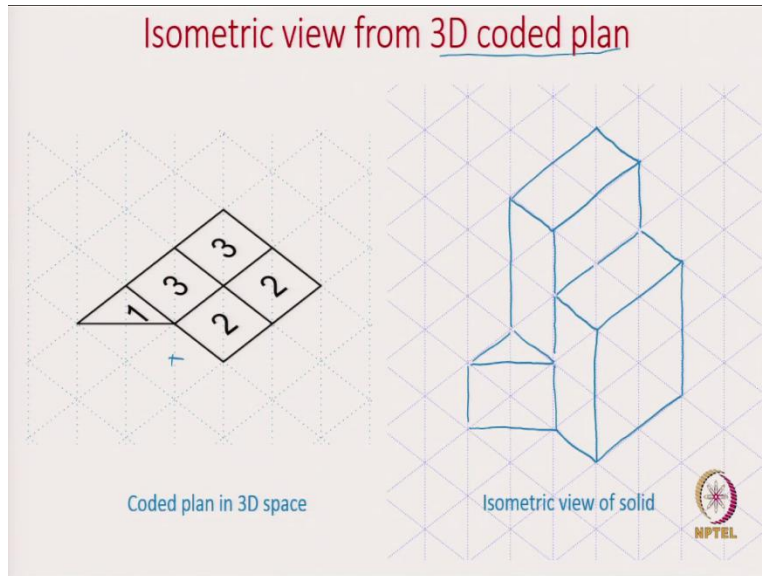 Isometric view from 3D coded plan
3
3
2
1
2
Coded plan in 3D space
Isometric view of solid
NPTEL